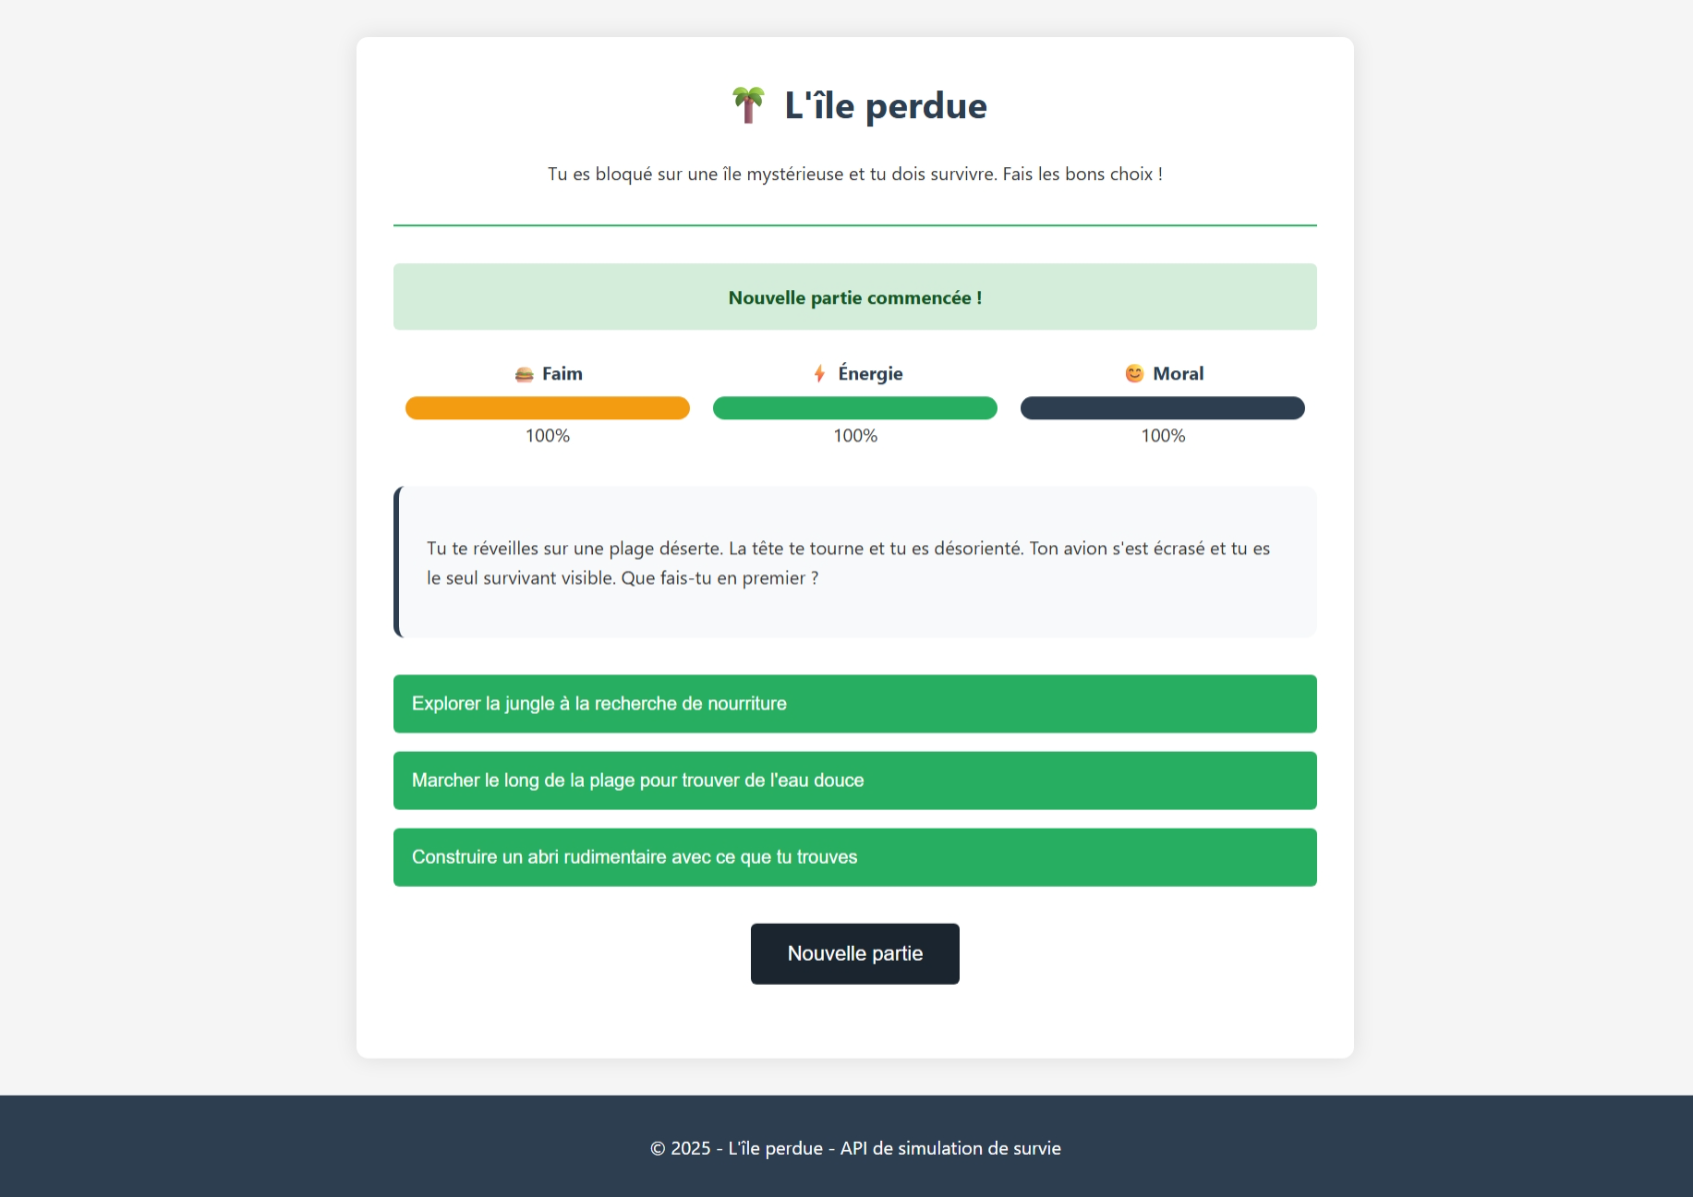 L'île perdue
Tu es bloqué sur une île mystérieuse et tu dois survivre. Fais les bons choix !
Nouvelle partie commencée !
Faim
Énergie
Moral
100%
100%
100%
Tu te réveilles sur une plage déserte. La tête te tourne et tu es désorienté. Ton avion s'est écrasé et tu es
le seul survivant visible. Que fais-tu en premier ?
Explorer la jungle à la recherche de nourriture
Marcher le long de la plage pour trouver de l'eau douce
Construire un abri rudimentaire avec ce que tu trouves
Nouvelle partie
© 2025 - L'île perdue - API de simulation de survie